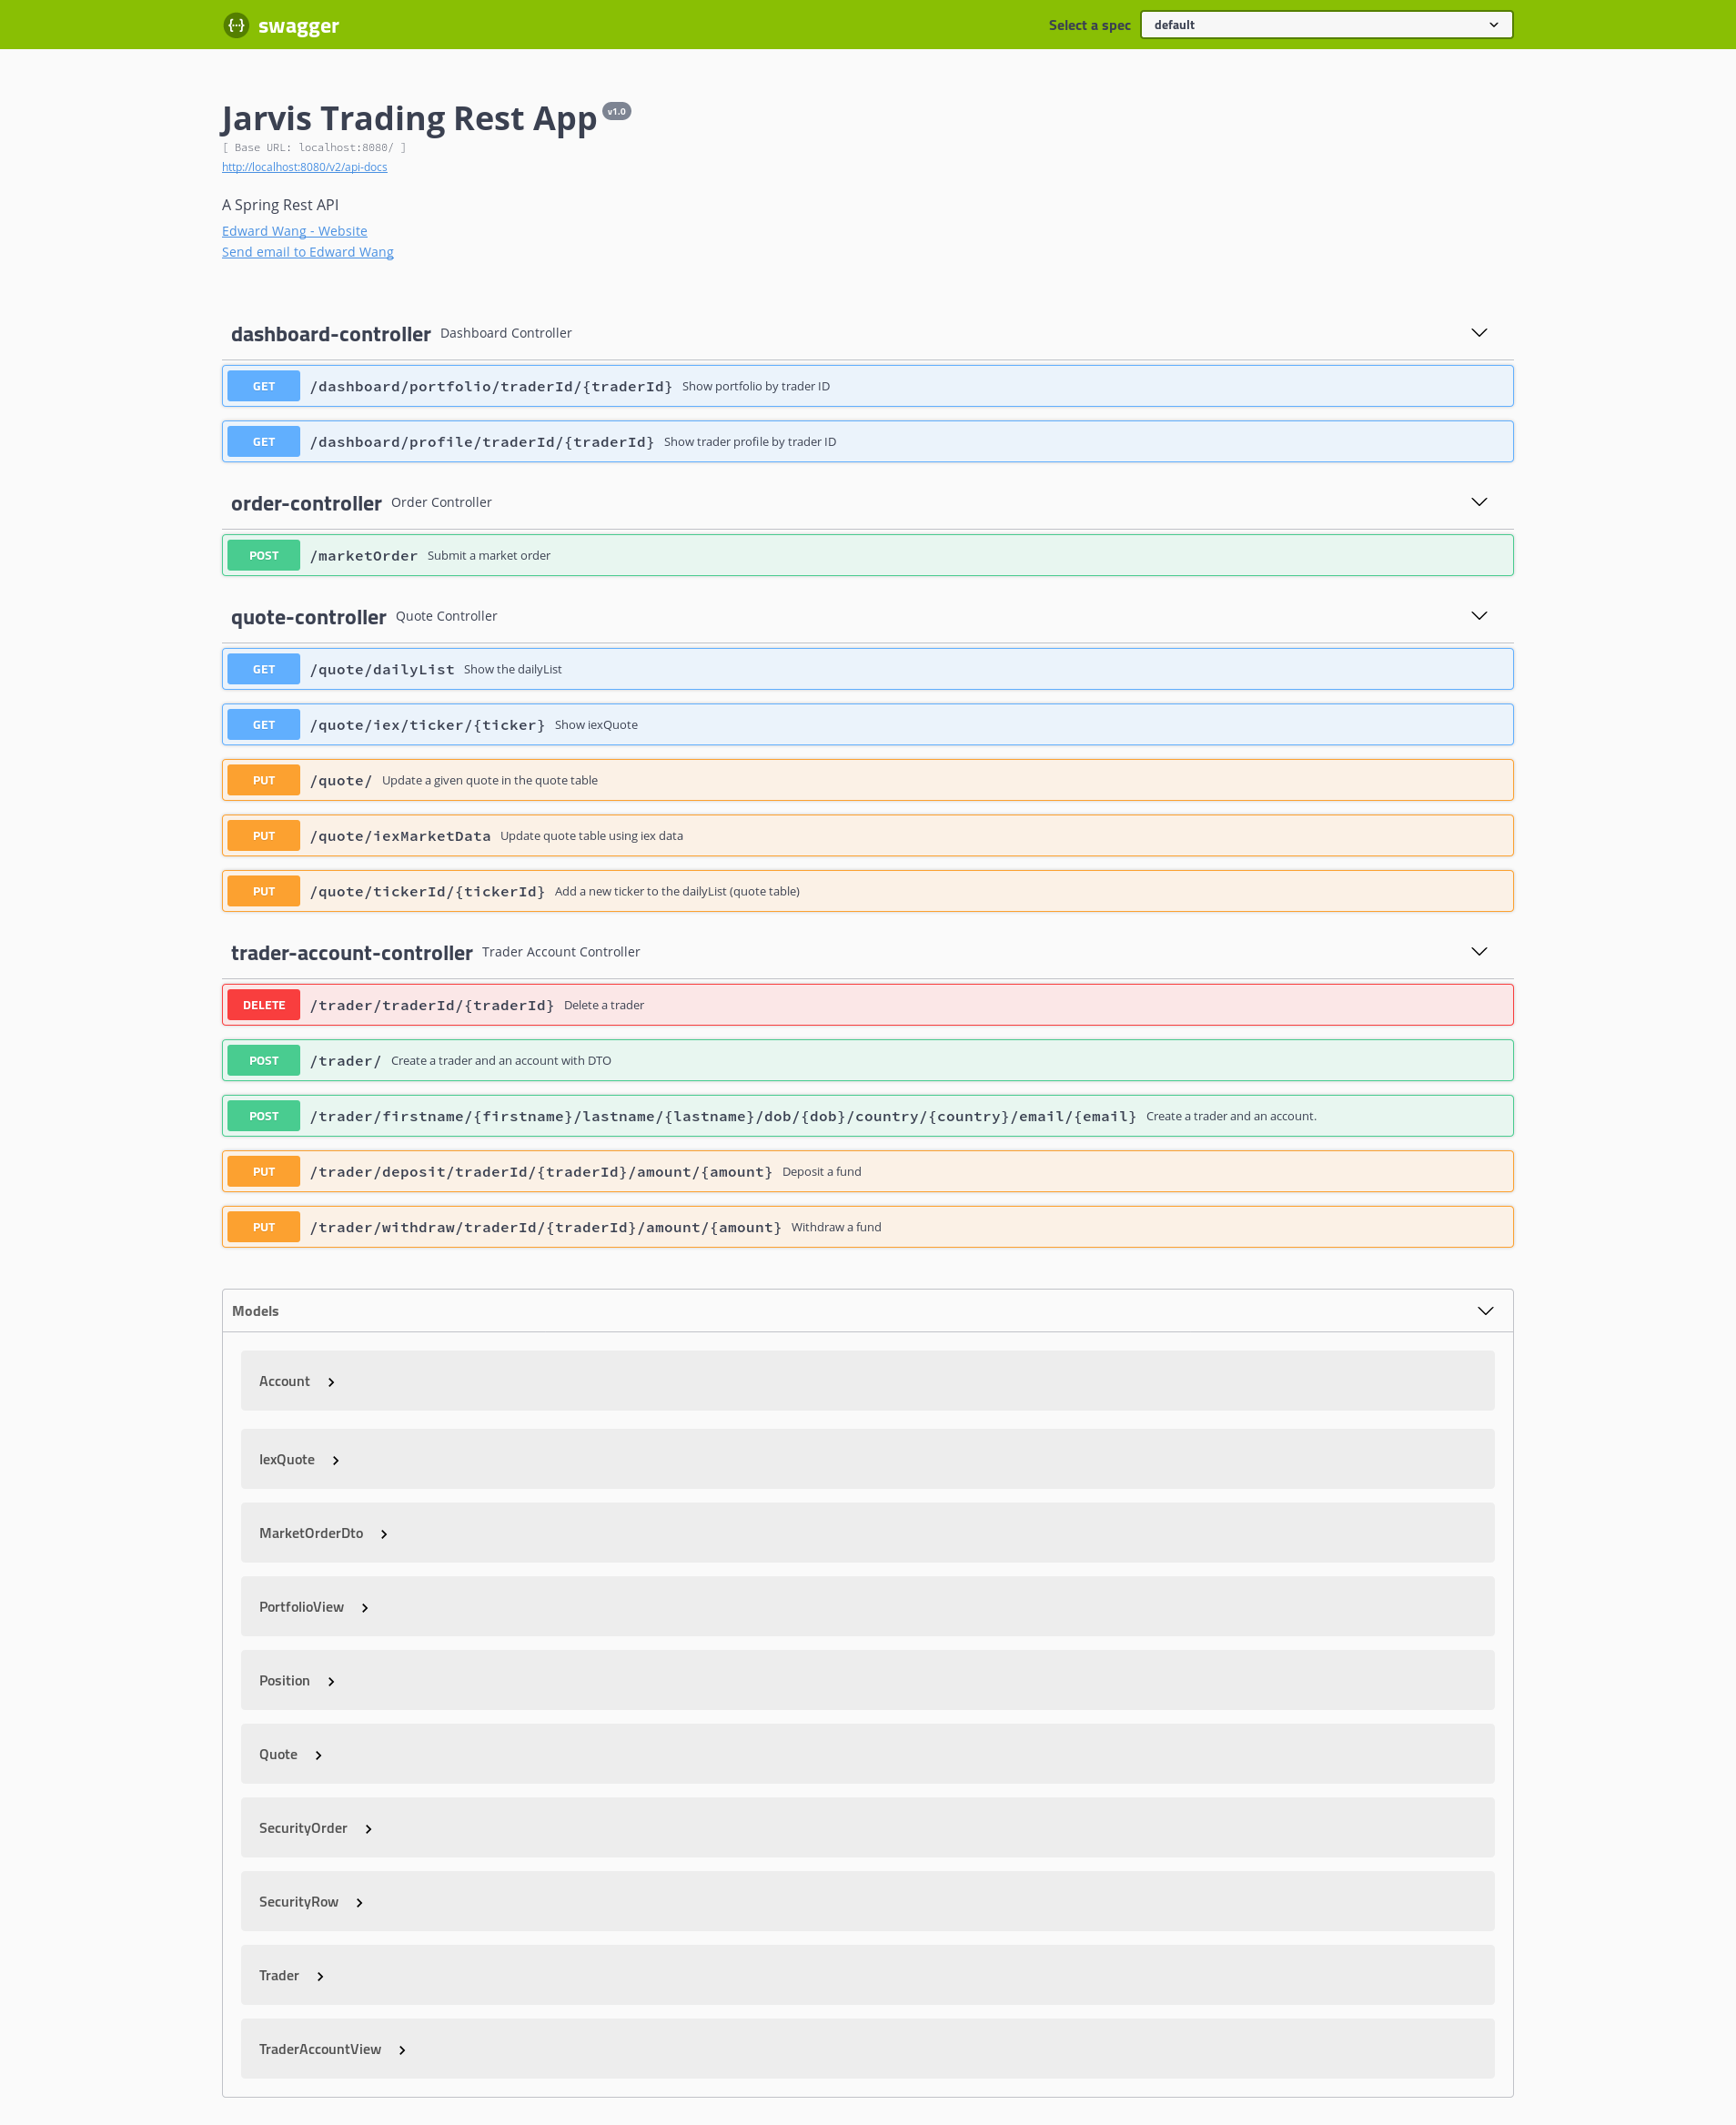 swagger
Select a spec
default
Jarvis Trading Rest App v1.0
[ Base URL: localhost:8080/ ]
http://localhost:8080/v2/api-docs
A Spring Rest API
Edward Wang - Website
Send email to Edward Wang
dashboard-controller Dashboard Controller
GET /dashboard/portfolio/traderId/{traderId} Show portfolio by trader ID
GET /dashboard/profile/traderId/{traderId} Show trader profile by trader ID
order-controller Order Controller
POST /marketOrder Submit a market order
quote-controller Quote Controller
GET /quote/dailyList Show the dailyList
GET /quote/iex/ticker/{ticker} Show iexQuote
PUT /quote/ Update a given quote in the quote table
PUT /quote/iexMarketData Update quote table using iex data
PUT /quote/tickerId/{tickerId} Add a new ticker to the dailyList (quote table)
trader-account-controller Trader Account Controller
DELETE /trader/traderId/{traderId} Delete a trader
POST /trader/ Create a trader and an account with DTO
POST /trader/firstname/{firstname}/lastname/{lastname}/dob/{dob}/country/{country}/email/{email} Create a trader and an account.
PUT /trader/deposit/traderId/{traderId}/amount/{amount} Deposit a fund
PUT /trader/withdraw/traderId/{traderId}/amount/{amount} Withdraw a fund
Models
Account
IexQuote
MarketOrderDto
PortfolioView
Position
Quote
SecurityOrder
SecurityRow
Trader
TraderAccountView